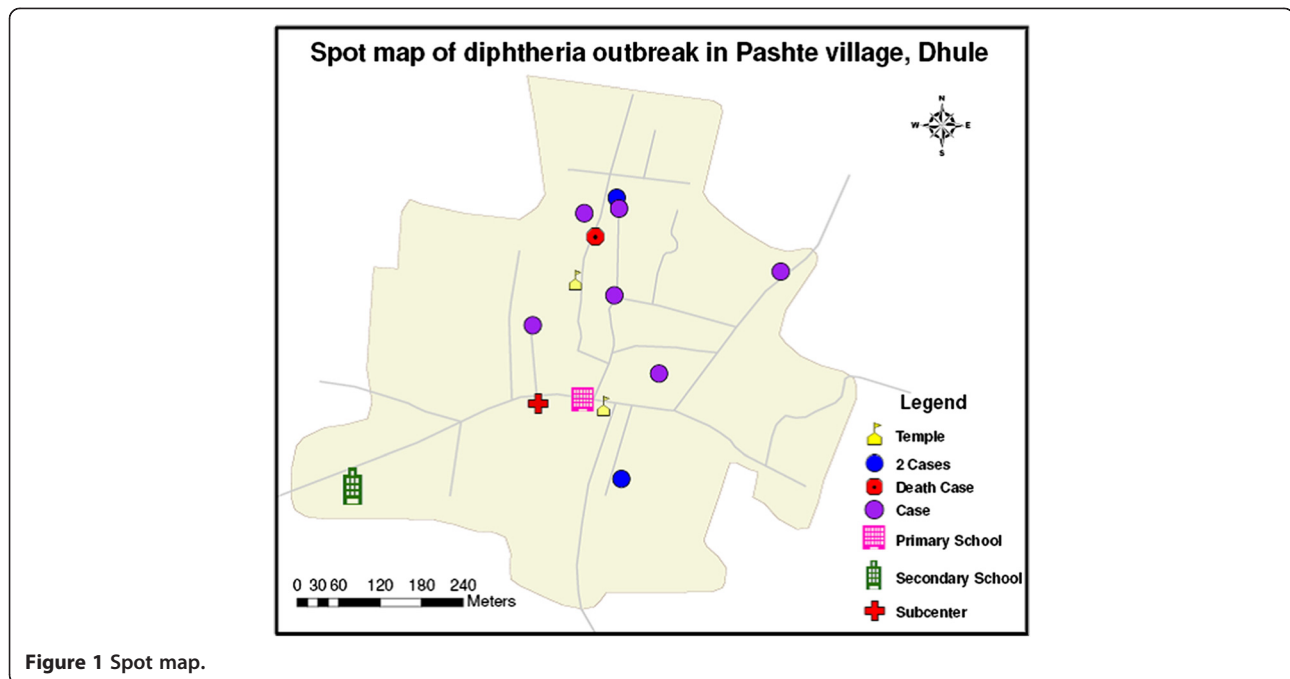 Spot map of diphtheria outbreak in Pashte village, Dhule
N
W E
S
Legend
Temple
2 Cases
Death Case
Case
Primary School
Secondary School
Subcenter
0 30 60 120 180 240
Meters
Figure 1 Spot map.